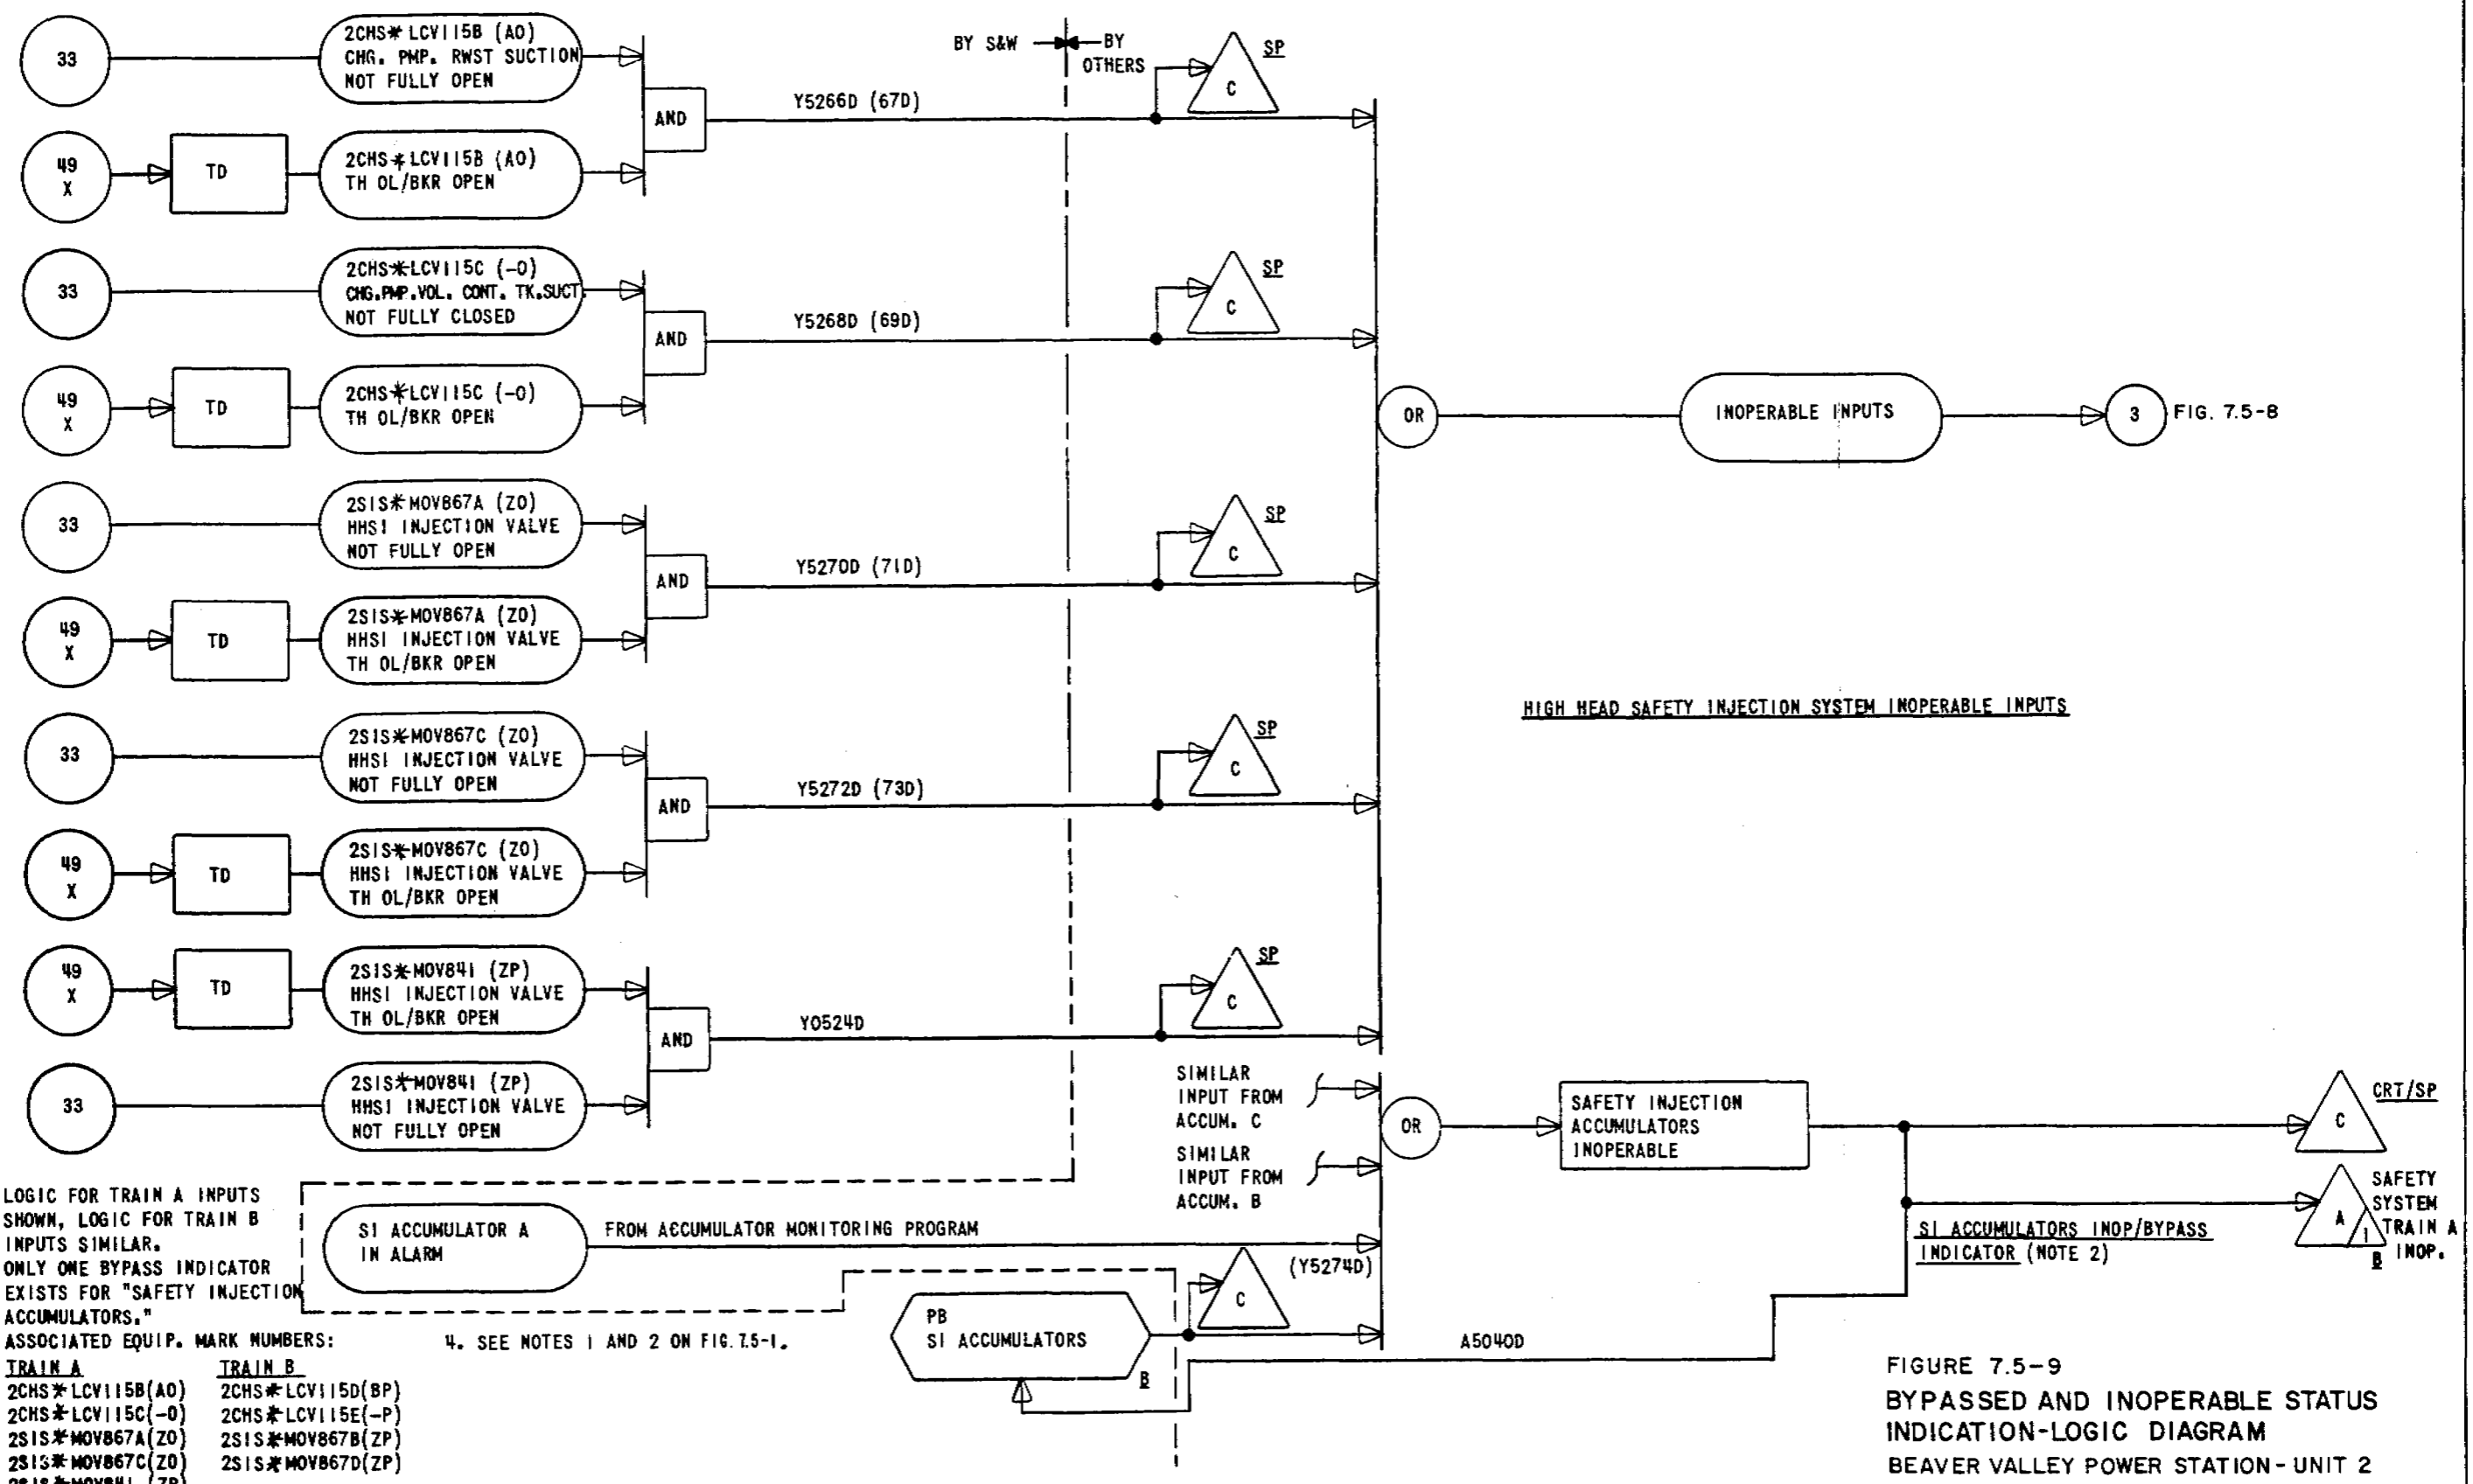 33
2CHS*LCV115B (AO)
CHG. PMP. RWST SUCTION
NOT FULLY OPEN
49
X
TD
2CHS*LCV115B (AO)
TH OL/BKR OPEN
AND
Y5266D (67D)
BY S&W
BY
OTHERS
C
SP
33
2CHS*LCV115C (-O)
CHG.PMP.VOL. CONT. TK.SUCT.
NOT FULLY CLOSED
49
X
TD
2CHS*LCV115C (-O)
TH OL/BKR OPEN
AND
Y5268D (69D)
C
SP
OR
INOPERABLE INPUTS
3
FIG. 7.5-8
33
2SIS*MOV867A (ZO)
HHSI INJECTION VALVE
NOT FULLY OPEN
49
X
TD
2SIS*MOV867A (ZO)
HHSI INJECTION VALVE
TH OL/BKR OPEN
AND
Y5270D (71D)
C
SP
HIGH HEAD SAFETY INJECTION SYSTEM INOPERABLE INPUTS
33
2SIS*MOV867C (ZO)
HHSI INJECTION VALVE
NOT FULLY OPEN
49
X
TD
2SIS*MOV867C (ZO)
HHSI INJECTION VALVE
TH OL/BKR OPEN
AND
Y5272D (73D)
C
SP
49
X
TD
2SIS*MOV841 (ZP)
HHSI INJECTION VALVE
TH OL/BKR OPEN
33
2SIS*MOV841 (ZP)
HHSI INJECTION VALVE
NOT FULLY OPEN
AND
Y0524D
C
SP
SIMILAR
INPUT FROM
ACCUM. C
SIMILAR
INPUT FROM
ACCUM. B
OR
SAFETY INJECTION
ACCUMULATORS
INOPERABLE
C
CRT/SP
A
1
B
SAFETY
SYSTEM
TRAIN A
INOP.
SI ACCUMULATORS INOP/BYPASS
INDICATOR (NOTE 2)
SI ACCUMULATOR A
IN ALARM
FROM ACCUMULATOR MONITORING PROGRAM
(Y5274D)
C
PB
SI ACCUMULATORS
B
A5040D
LOGIC FOR TRAIN A INPUTS
SHOWN, LOGIC FOR TRAIN B
INPUTS SIMILAR.
ONLY ONE BYPASS INDICATOR
EXISTS FOR "SAFETY INJECTION
ACCUMULATORS."
ASSOCIATED EQUIP. MARK NUMBERS:
4. SEE NOTES 1 AND 2 ON FIG.7.5-1.
TRAIN A TRAIN B
2CHS*LCV115B(AO) 2CHS*LCV115D(BP)
2CHS*LCV115C(-O) 2CHS*LCV115E(-P)
2SIS*MOV867A(ZO) 2SIS*MOV867B(ZP)
2SIS*MOV867C(ZO) 2SIS*MOV867D(ZP)
2SIS*MOV841 (ZP)
FIGURE 7.5-9
BYPASSED AND INOPERABLE STATUS
INDICATION-LOGIC DIAGRAM
BEAVER VALLEY POWER STATION-UNIT 2